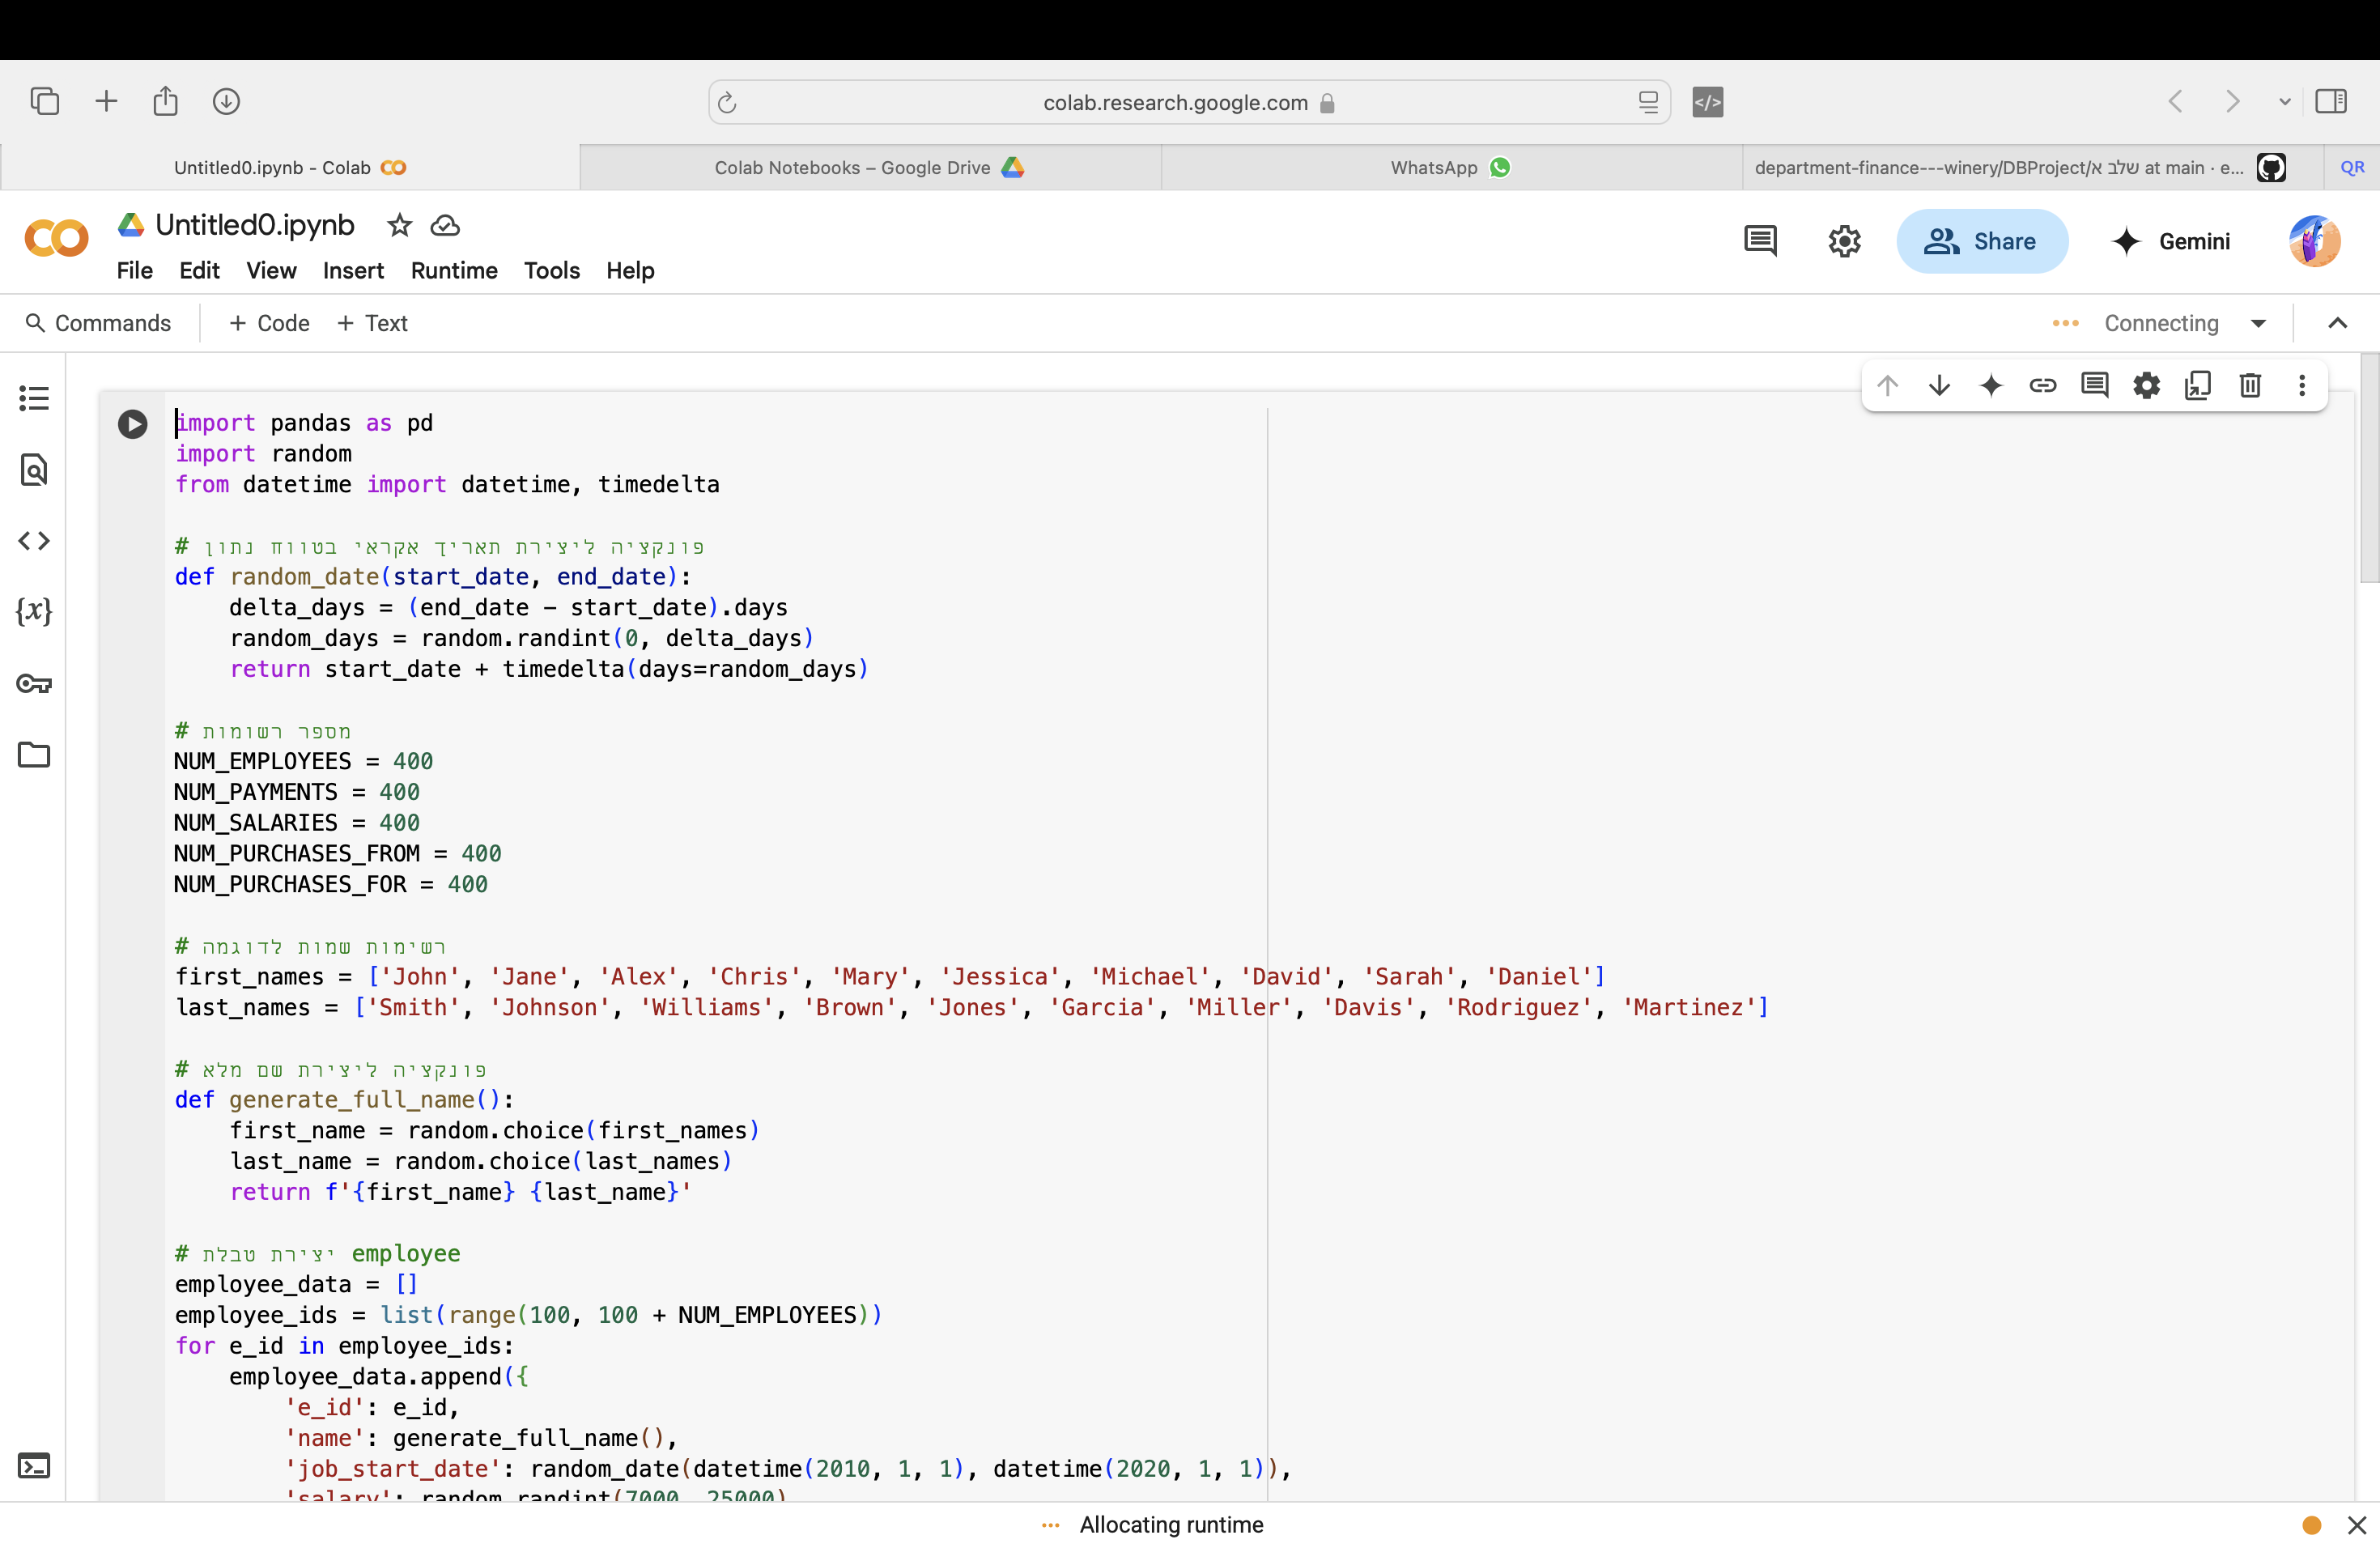 colab.research.google.com
Untitled0.ipynb - Colab
Colab Notebooks – Google Drive
WhatsApp
department-finance---winery/DBProject/שלב א at main · e...
QR
Untitled0.ipynb
File Edit View Insert Runtime Tools Help
Share
Gemini
Commands + Code + Text
Connecting
import pandas as pd
import random
from datetime import datetime, timedelta
# פונקציה ליצירת תאריך אקראי בטווח נתון
def random_date(start_date, end_date):
    delta_days = (end_date - start_date).days
    random_days = random.randint(0, delta_days)
    return start_date + timedelta(days=random_days)
# מספר רשומות
NUM_EMPLOYEES = 400
NUM_PAYMENTS = 400
NUM_SALARIES = 400
NUM_PURCHASES_FROM = 400
NUM_PURCHASES_FOR = 400
# רשימות שמות לדוגמה
first_names = ['John', 'Jane', 'Alex', 'Chris', 'Mary', 'Jessica', 'Michael', 'David', 'Sarah', 'Daniel']
last_names = ['Smith', 'Johnson', 'Williams', 'Brown', 'Jones', 'Garcia', 'Miller', 'Davis', 'Rodriguez', 'Martinez']
# פונקציה ליצירת שם מלא
def generate_full_name():
    first_name = random.choice(first_names)
    last_name = random.choice(last_names)
    return f'{first_name} {last_name}'
# יצירת טבלת employee
employee_data = []
employee_ids = list(range(100, 100 + NUM_EMPLOYEES))
for e_id in employee_ids:
    employee_data.append({
        'e_id': e_id,
        'name': generate_full_name(),
        'job_start_date': random_date(datetime(2010, 1, 1), datetime(2020, 1, 1)),
        'salary': random.randint(7000, 25000)
Allocating runtime